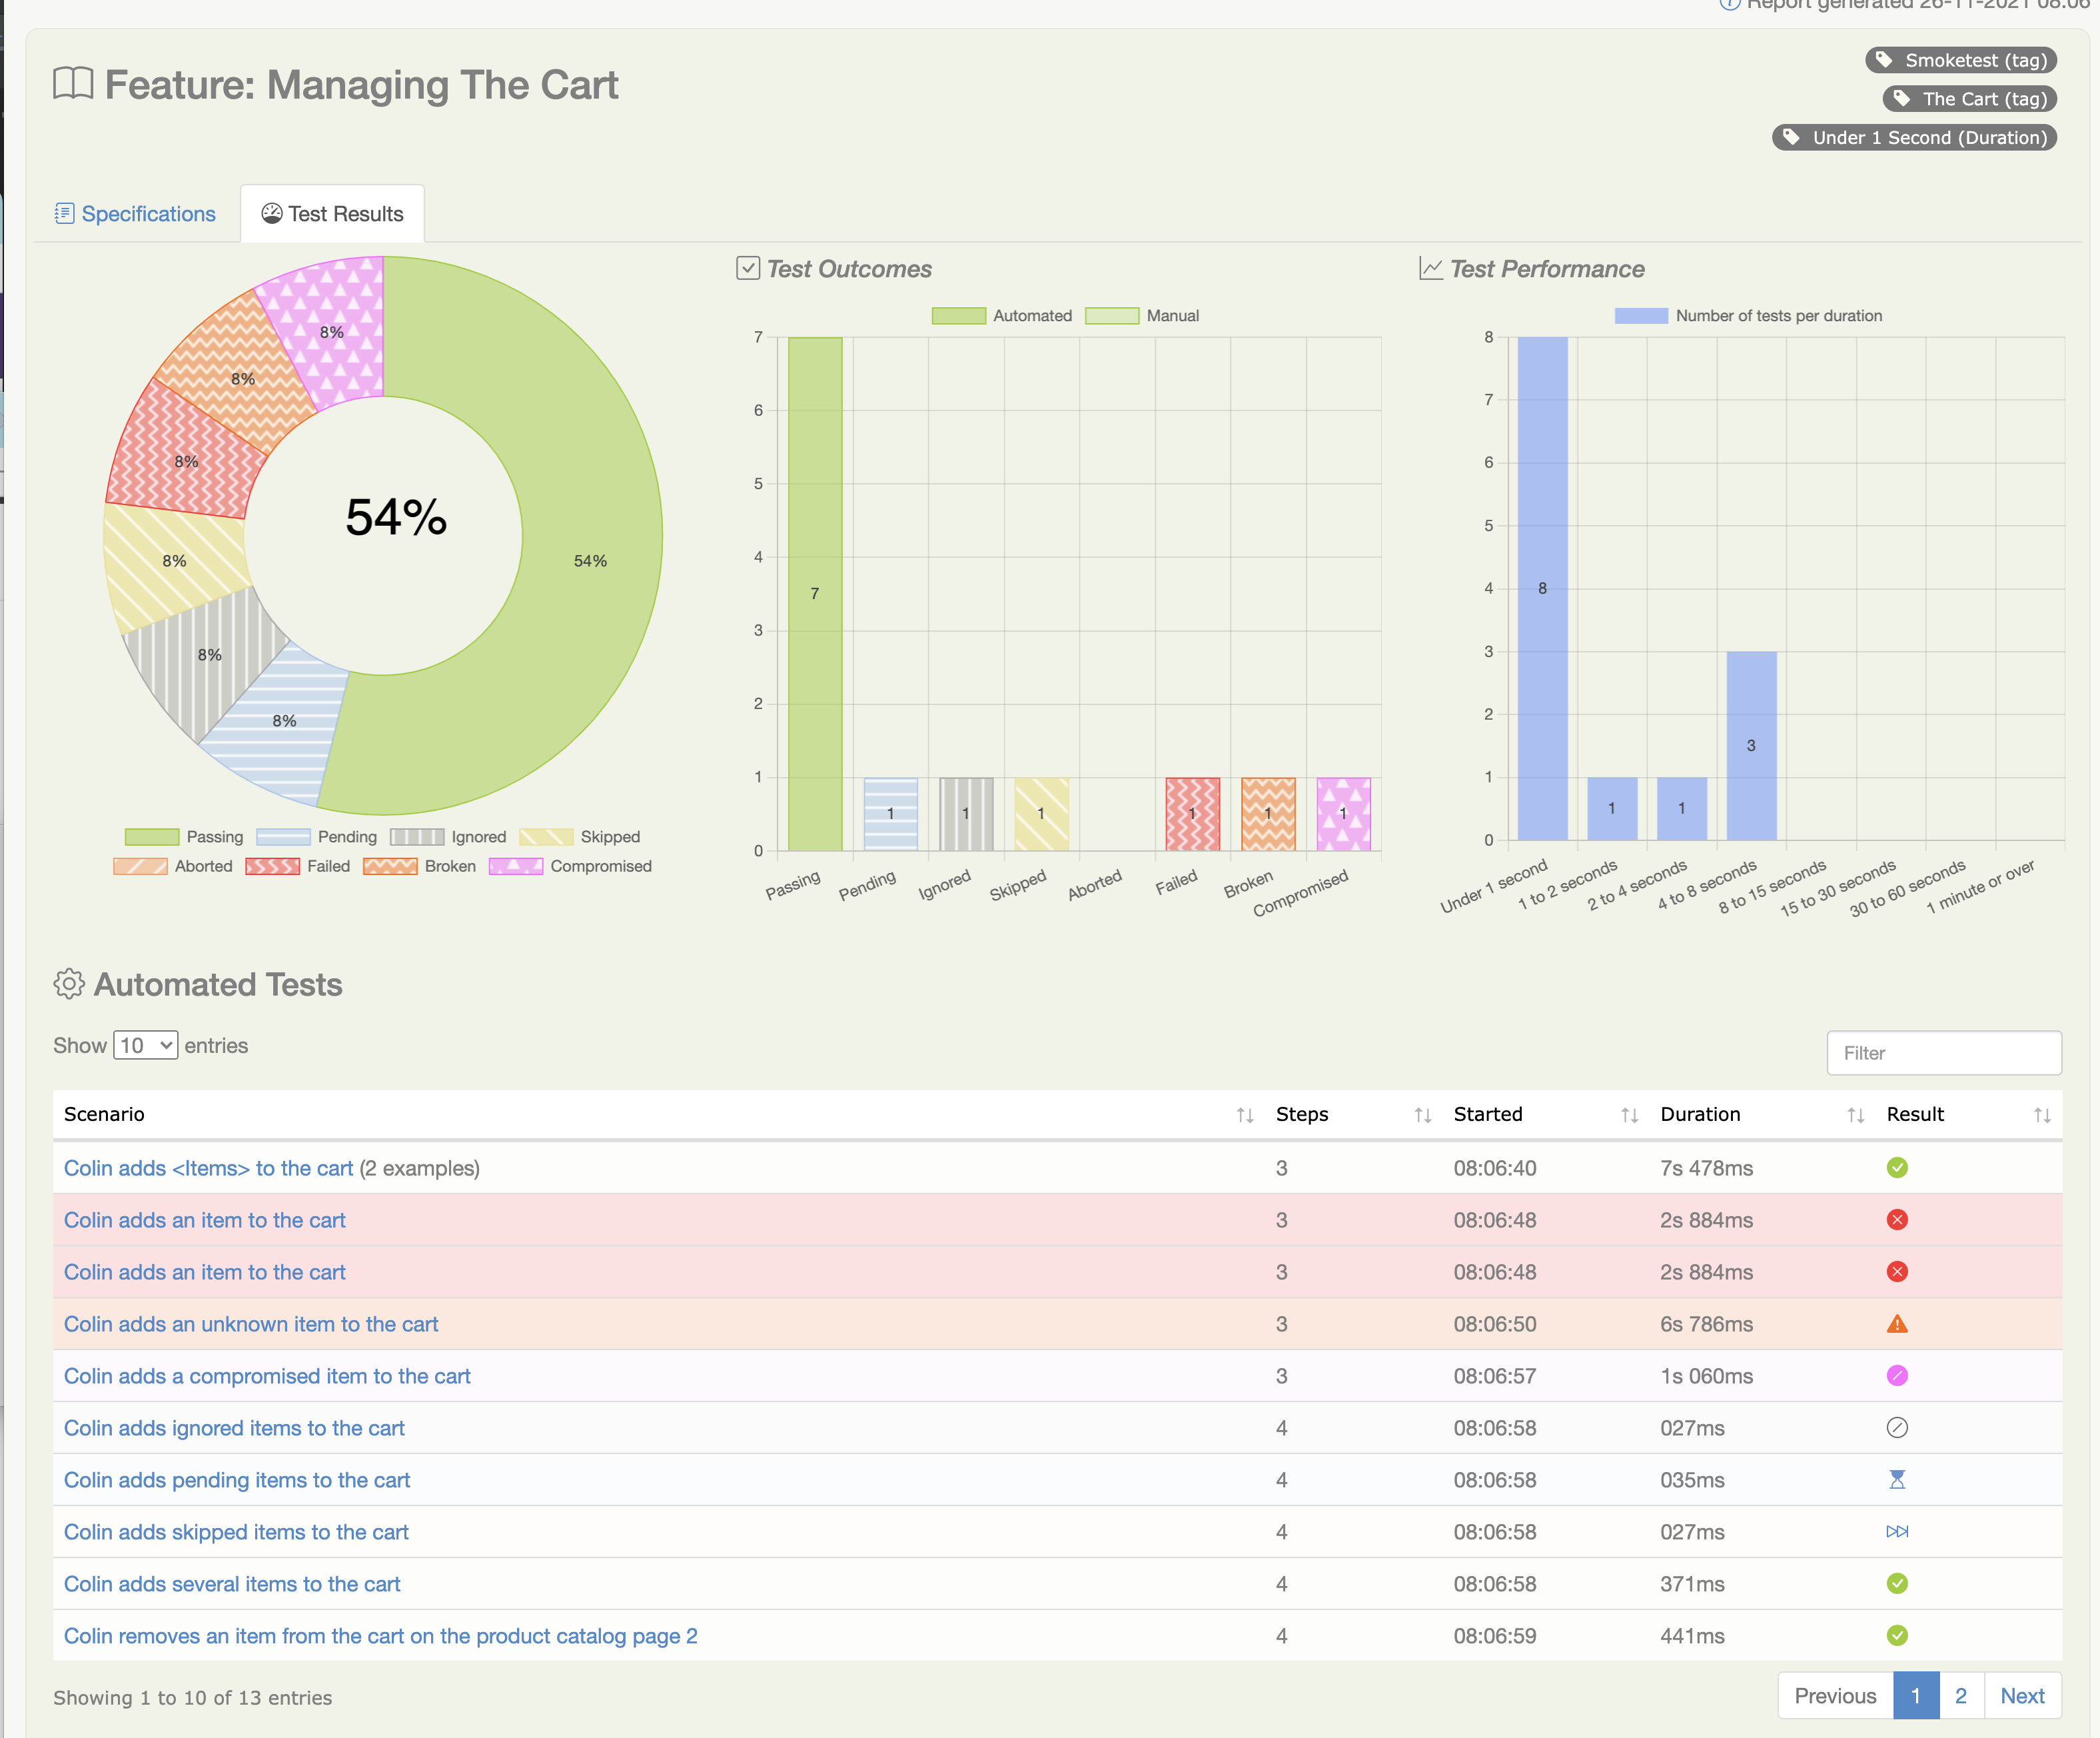 Report generated 26-11-2021 08:06
Feature: Managing The Cart
Smoketest (tag)
The Cart (tag)
Under 1 Second (Duration)
Specifications
Test Results
8%
8%
8%
8%
8%
8%
54%
54%
Passing Pending Ignored Skipped
Aborted Failed Broken Compromised
Test Outcomes
Automated Manual
7
6
5
4
3
2
1
0
7
1
1
1
1
1
1
Passing
Pending
Ignored
Skipped
Aborted
Failed
Broken
Compromised
Test Performance
Number of tests per duration
8
7
6
5
4
3
2
1
0
8
1
1
3
Under 1 second
1 to 2 seconds
2 to 4 seconds
4 to 8 seconds
8 to 15 seconds
15 to 30 seconds
30 to 60 seconds
1 minute or over
Automated Tests
Show 10 entries
Filter
Scenario Steps Started Duration Result
Colin adds <Items> to the cart (2 examples) 3 08:06:40 7s 478ms
Colin adds an item to the cart 3 08:06:48 2s 884ms
Colin adds an item to the cart 3 08:06:48 2s 884ms
Colin adds an unknown item to the cart 3 08:06:50 6s 786ms
Colin adds a compromised item to the cart 3 08:06:57 1s 060ms
Colin adds ignored items to the cart 4 08:06:58 027ms
Colin adds pending items to the cart 4 08:06:58 035ms
Colin adds skipped items to the cart 4 08:06:58 027ms
Colin adds several items to the cart 4 08:06:58 371ms
Colin removes an item from the cart on the product catalog page 2 4 08:06:59 441ms
Showing 1 to 10 of 13 entries
Previous 1 2 Next